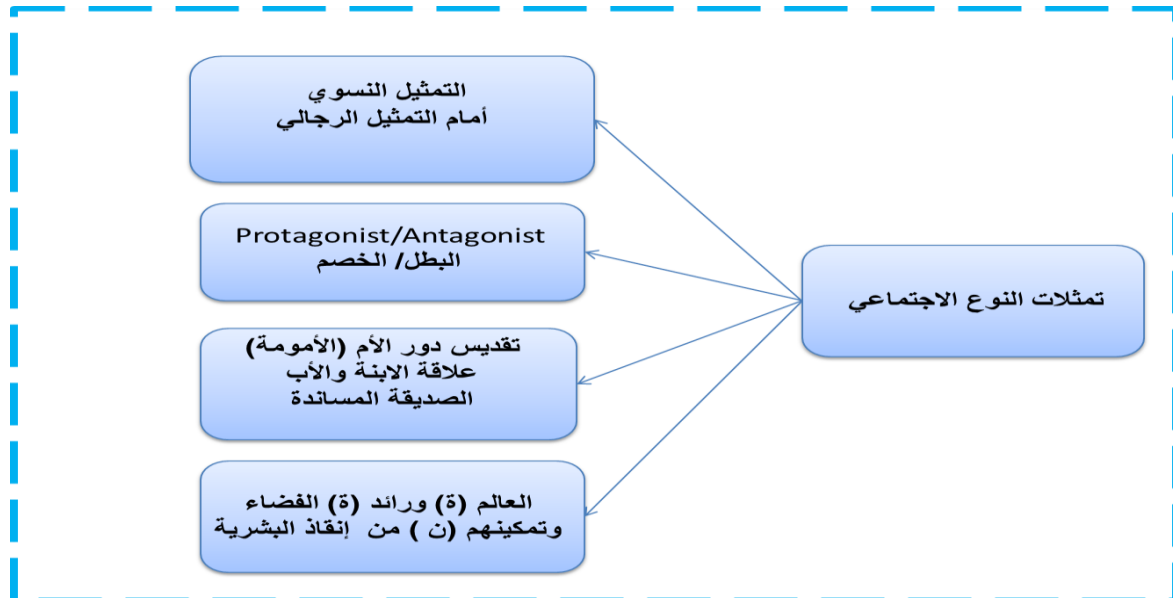 تمثلات النوع الاجتماعي
التمثيل النسوي
أمام التمثيل الرجالي
Protagonist/Antagonist
البطل/ الخصم
تقديس دور الأم (الأمومة)
علاقة الابنة والأب
الصديقة المساندة
العالم (ة) ورائد (ة) الفضاء
وتمكينهم (ن ) من إنقاذ البشرية